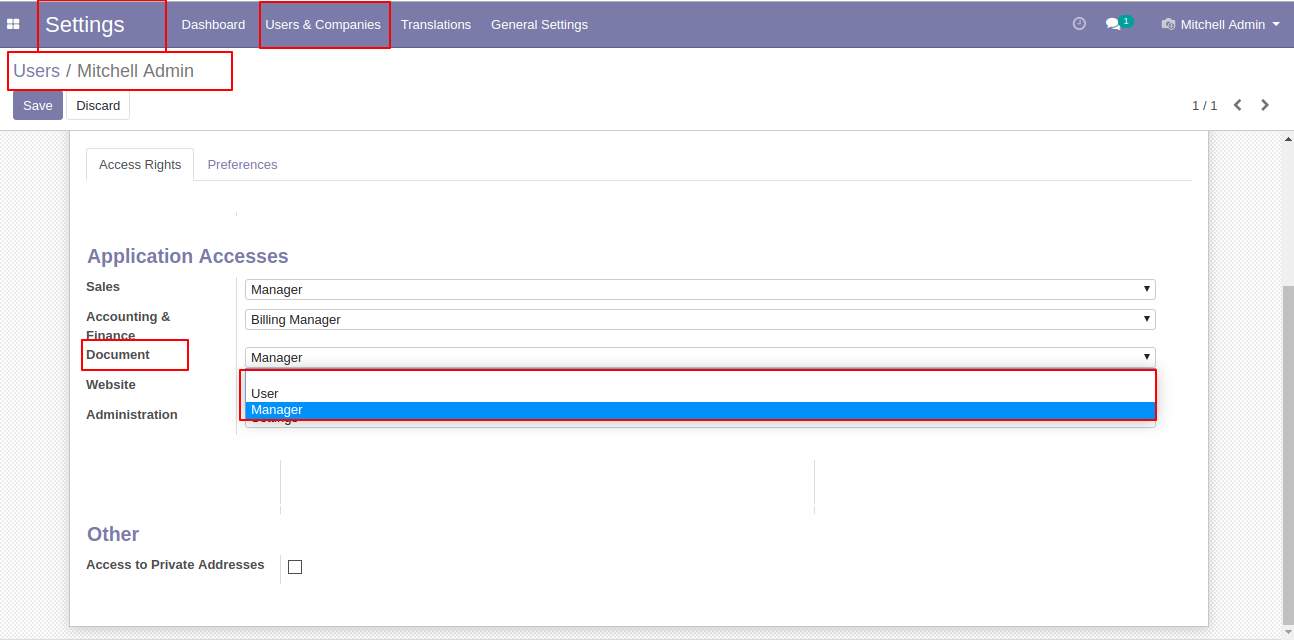 Settings Dashboard Users & Companies Translations General Settings 1 Mitchell Admin
Users / Mitchell Admin
Save Discard 1 / 1
Access Rights Preferences
Application Accesses
Sales Manager
Accounting & Finance Billing Manager
Document Manager
Website
User
Manager
Administration
Other
Access to Private Addresses